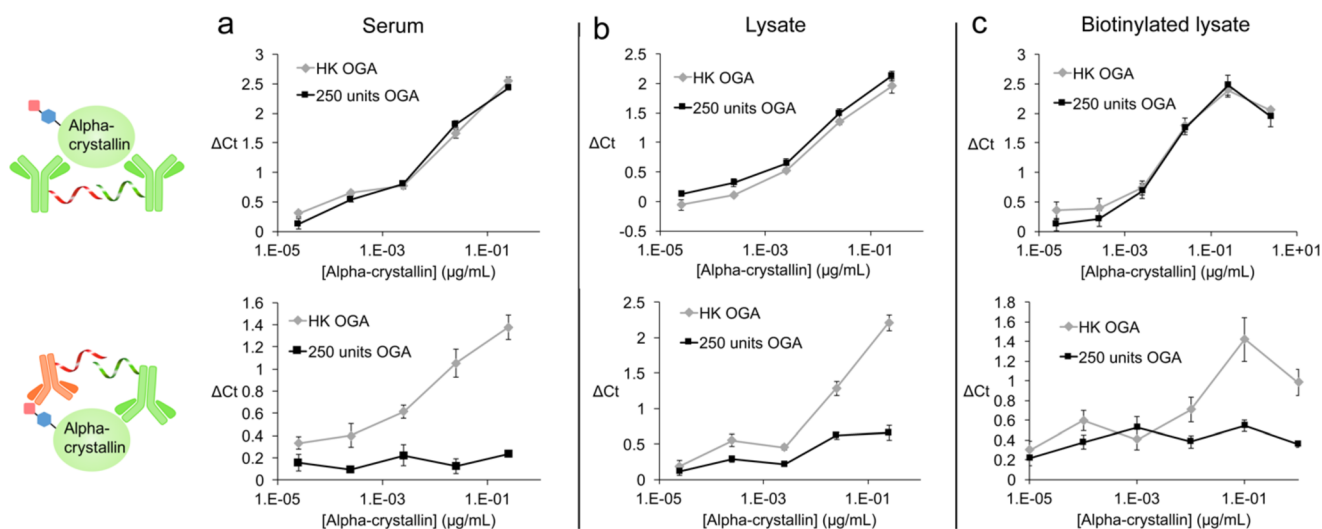 a
Serum
b
Lysate
c
Biotinylated lysate
Alpha-
crystallin
3
2.5
2
1.5
1
0.5
0
ΔCt
HK OGA
250 units OGA
1.E-05
1.E-03
1.E-01
[Alpha-crystallin] (µg/mL)
2.5
2
1.5
1
0.5
0
-0.5
ΔCt
HK OGA
250 units OGA
1.E-05
1.E-03
1.E-01
[Alpha-crystallin] (µg/mL)
3
2.5
2
1.5
1
0.5
0
ΔCt
HK OGA
250 units OGA
1.E-05
1.E-03
1.E-01
1.E+01
[Alpha-crystallin] (µg/mL)
Alpha-
crystallin
1.6
1.4
1.2
1
0.8
0.6
0.4
0.2
0
ΔCt
HK OGA
250 units OGA
1.E-05
1.E-03
1.E-01
[Alpha-crystallin] (µg/mL)
2.5
2
1.5
1
0.5
0
ΔCt
HK OGA
250 units OGA
1.E-05
1.E-03
1.E-01
[Alpha-crystallin] (µg/mL)
1.8
1.6
1.4
1.2
1
0.8
0.6
0.4
0.2
0
ΔCt
HK OGA
250 units OGA
1.E-05
1.E-03
1.E-01
[Alpha-crystallin] (µg/mL)